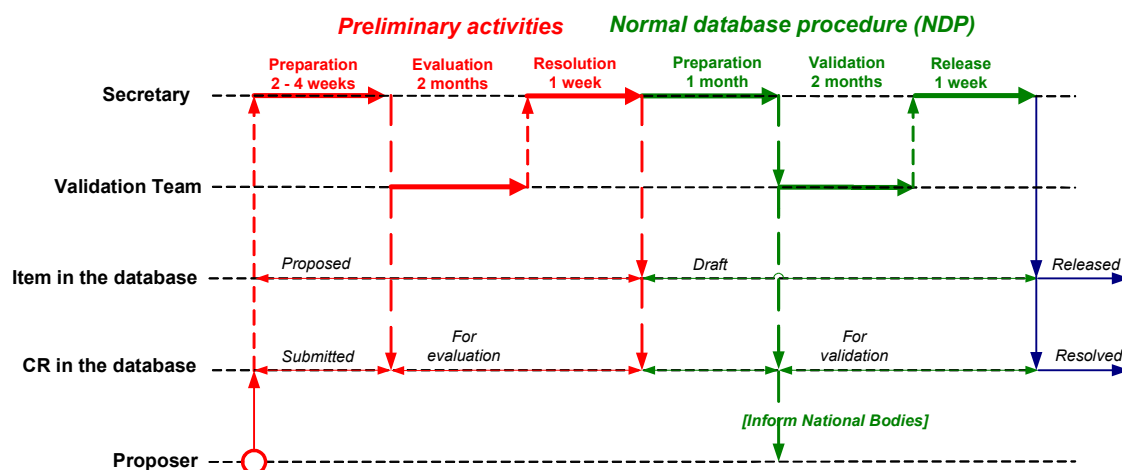 Preliminary activities
Normal database procedure (NDP)
Preparation
2 - 4 weeks
Evaluation
2 months
Resolution
1 week
Preparation
1 month
Validation
2 months
Release
1 week
Secretary
Validation Team
Item in the database
Proposed
Draft
Released
CR in the database
Submitted
For
evaluation
For
validation
Resolved
[Inform National Bodies]
Proposer